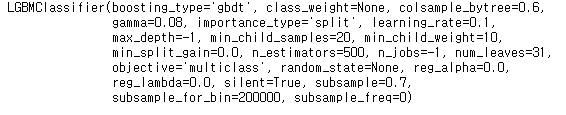 LGBMClassifier(boosting_type='gbdt', class_weight=None, colsample_bytree=0.6,
gamma=0.08, importance_type='split', learning_rate=0.1,
max_depth=-1, min_child_samples=20, min_child_weight=10,
min_split_gain=0.0, n_estimators=500, n_jobs=-1, num_leaves=31,
objective='multiclass', random_state=None, reg_alpha=0.0,
reg_lambda=0.0, silent=True, subsample=0.7,
subsample_for_bin=200000, subsample_freq=0)